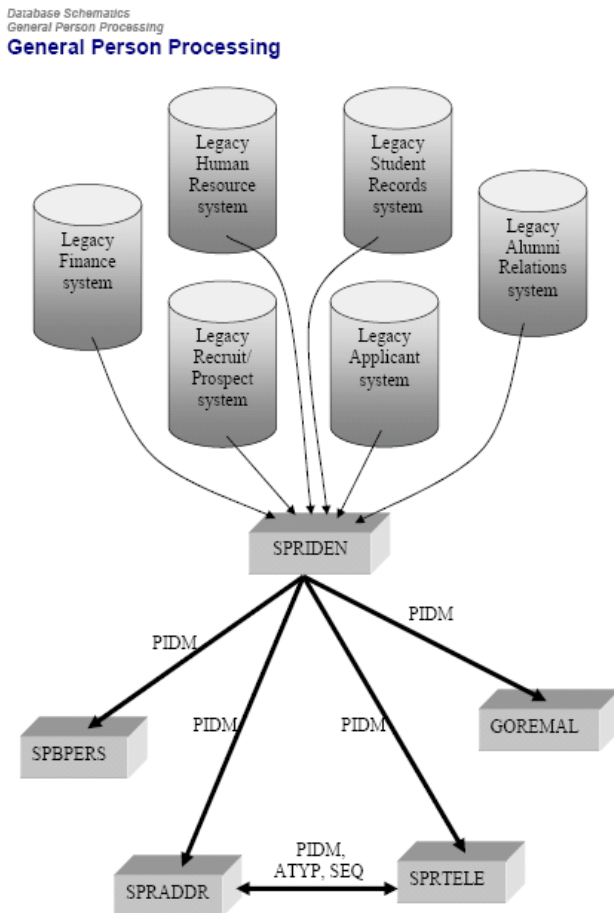 Database Schematics
General Person Processing
General Person Processing
Legacy
Human
Resource
system
Legacy
Student
Records
system
Legacy
Finance
system
Legacy
Alumni
Relations
system
Legacy
Recruit/
Prospect
system
Legacy
Applicant
system
SPRIDEN
PIDM
PIDM
PIDM
PIDM
SPBPERS
GOREMAL
PIDM,
ATYP, SEQ
SPRADDR
SPRTELE